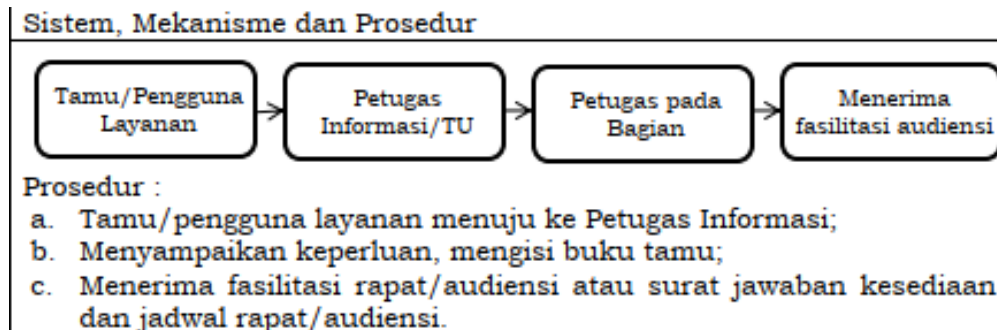 Sistem, Mekanisme dan Prosedur
Tamu/Pengguna
Layanan
Petugas
Informasi/TU
Petugas pada
Bagian
Menerima
fasilitasi audiensi
Prosedur :
a. Tamu/pengguna layanan menuju ke Petugas Informasi;
b. Menyampaikan keperluan, mengisi buku tamu;
c. Menerima fasilitasi rapat/audiensi atau surat jawaban kesediaan
dan jadwal rapat/audiensi.